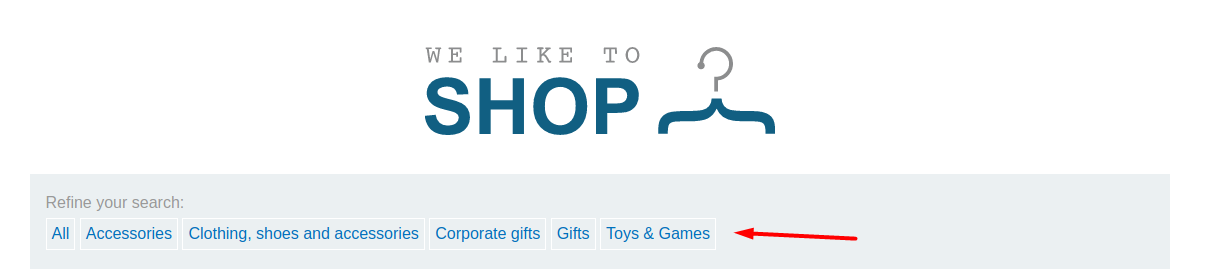 WE LIKE TO
SHOP
Refine your search:
All Accessories Clothing, shoes and accessories Corporate gifts Gifts Toys & Games